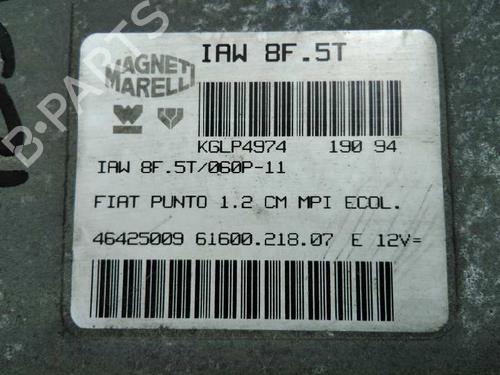 MAGNETI
MARELLI
IAW 8F.5T
KGLP4974 190 94
IAW 8F.5T/060P-11
FIAT PUNTO 1.2 CM MPI ECOL.
46425009 61600.218.07 E 12V=
B-PARTS